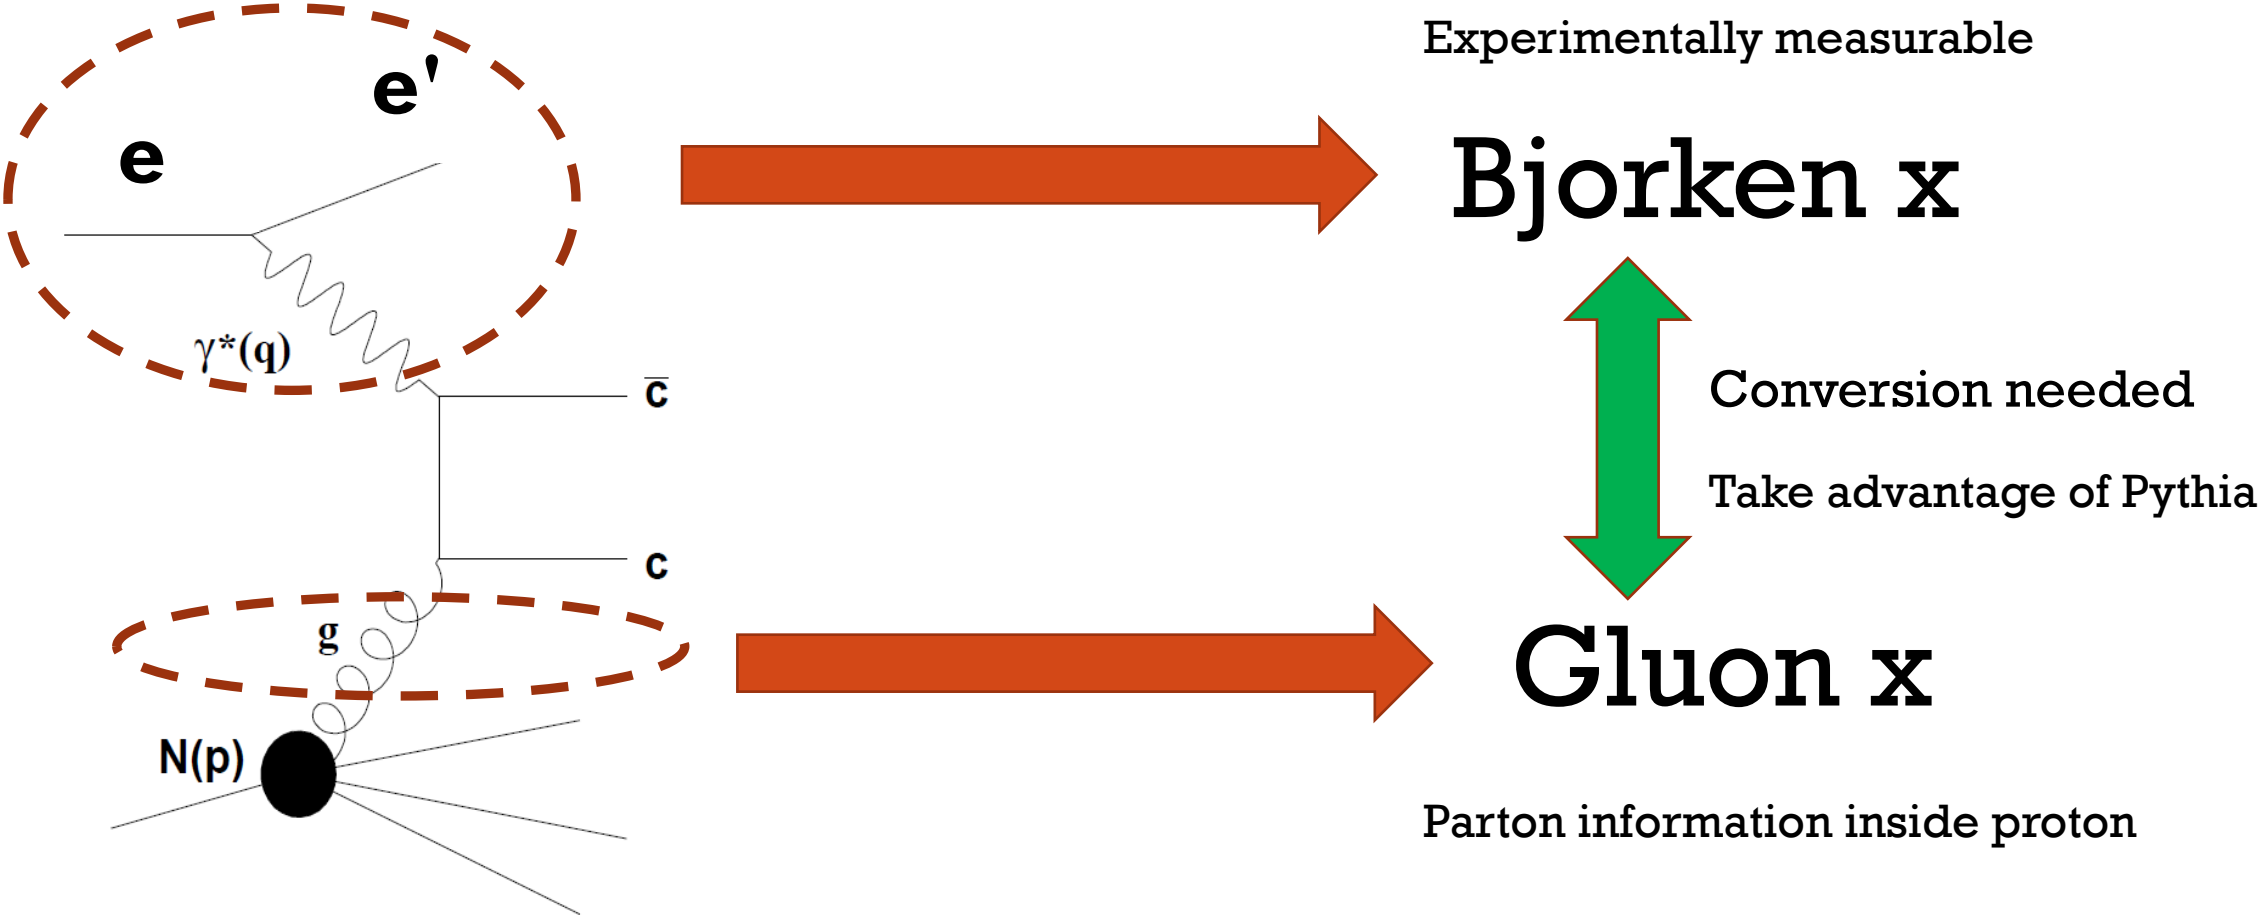 Experimentally measurable
e'
e
Bjorken x
γ*(q)
c̅
Conversion needed
Take advantage of Pythia
c
g
Gluon x
N(p)
Parton information inside proton